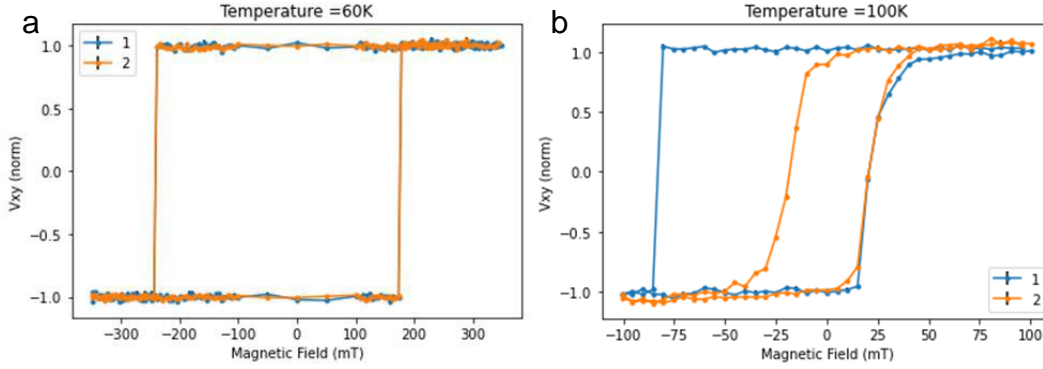 a
Temperature =60K
1
2
Vxy (norm)
1.0
0.5
0.0
−0.5
−1.0
−300 −200 −100 0 100 200 300
Magnetic Field (mT)
b
Temperature =100K
Vxy (norm)
1.0
0.5
0.0
−0.5
−1.0
1
2
−100 −75 −50 −25 0 25 50 75 100
Magnetic Field (mT)